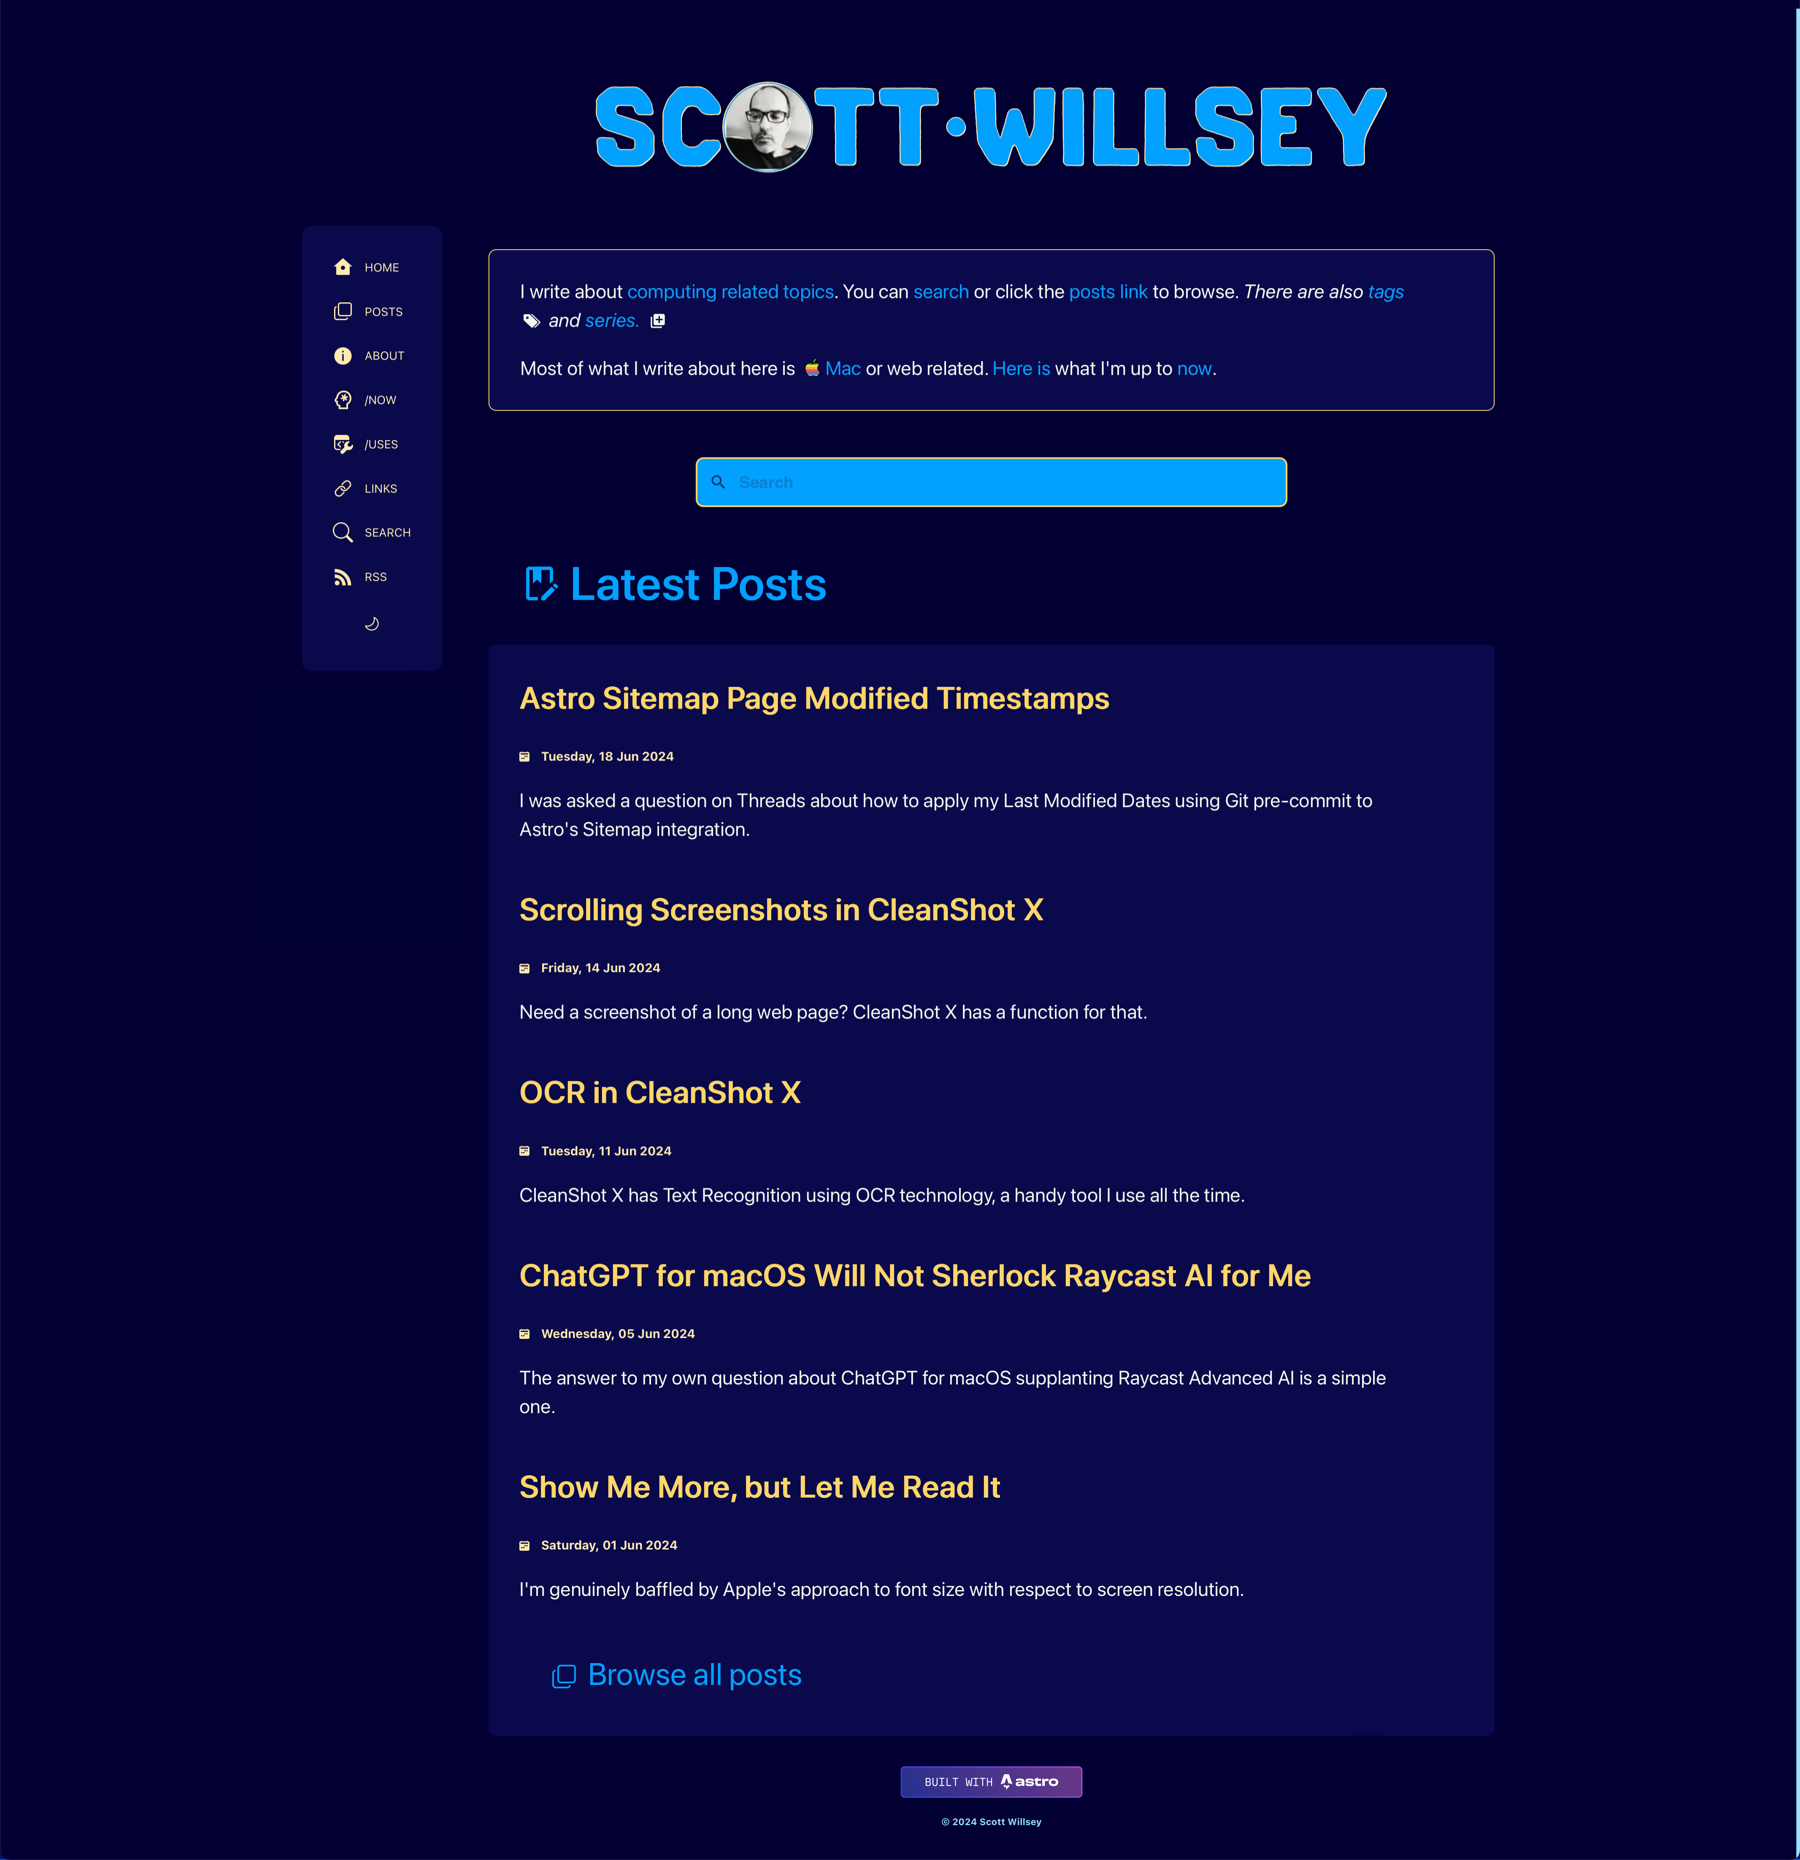 SCOTT·WILLSEY
HOME
POSTS
ABOUT
/NOW
/USES
LINKS
SEARCH
RSS
I write about computing related topics. You can search or click the posts link to browse. There are also tags
and series.
Most of what I write about here is Mac or web related. Here is what I'm up to now.
Search
Latest Posts
Astro Sitemap Page Modified Timestamps
Tuesday, 18 Jun 2024
I was asked a question on Threads about how to apply my Last Modified Dates using Git pre-commit to
Astro's Sitemap integration.
Scrolling Screenshots in CleanShot X
Friday, 14 Jun 2024
Need a screenshot of a long web page? CleanShot X has a function for that.
OCR in CleanShot X
Tuesday, 11 Jun 2024
CleanShot X has Text Recognition using OCR technology, a handy tool I use all the time.
ChatGPT for macOS Will Not Sherlock Raycast AI for Me
Wednesday, 05 Jun 2024
The answer to my own question about ChatGPT for macOS supplanting Raycast Advanced AI is a simple
one.
Show Me More, but Let Me Read It
Saturday, 01 Jun 2024
I'm genuinely baffled by Apple's approach to font size with respect to screen resolution.
Browse all posts
BUILT WITH astro
© 2024 Scott Willsey